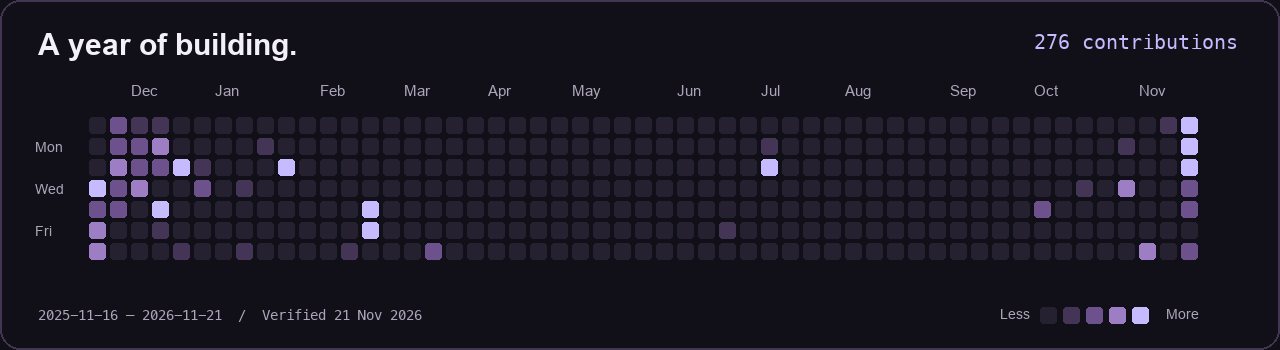 A year of building.
276 contributions
Dec Jan Feb Mar Apr May Jun Jul Aug Sep Oct Nov
Mon
Wed
Fri
2025−11−16 — 2026−11−21 / Verified 21 Nov 2026
Less More